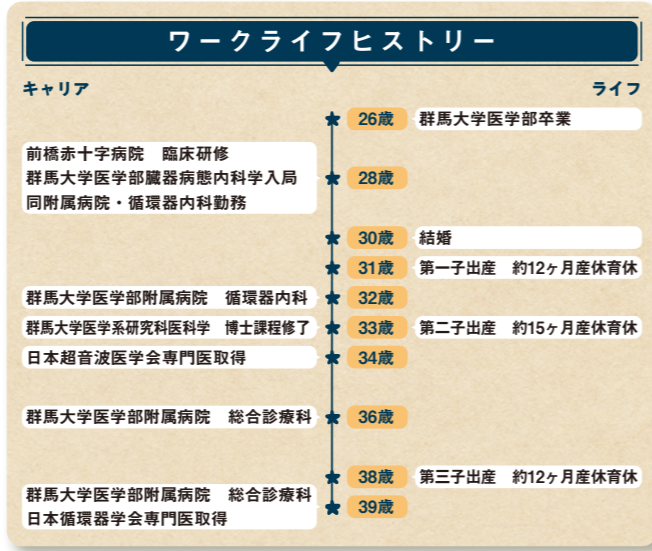 ワークライフヒストリー
キャリア
ライフ
26歳 群馬大学医学部卒業
前橋赤十字病院　臨床研修
群馬大学医学部臓器病態内科学入局
同附属病院・循環器内科勤務
28歳
30歳 結婚
31歳 第一子出産　約12ヶ月産休育休
群馬大学医学部附属病院　循環器内科 32歳
群馬大学医学系研究科医科学　博士課程修了 33歳 第二子出産　約15ヶ月産休育休
日本超音波医学会専門医取得 34歳
群馬大学医学部附属病院　総合診療科 36歳
38歳 第三子出産　約12ヶ月産休育休
群馬大学医学部附属病院　総合診療科
日本循環器学会専門医取得
39歳